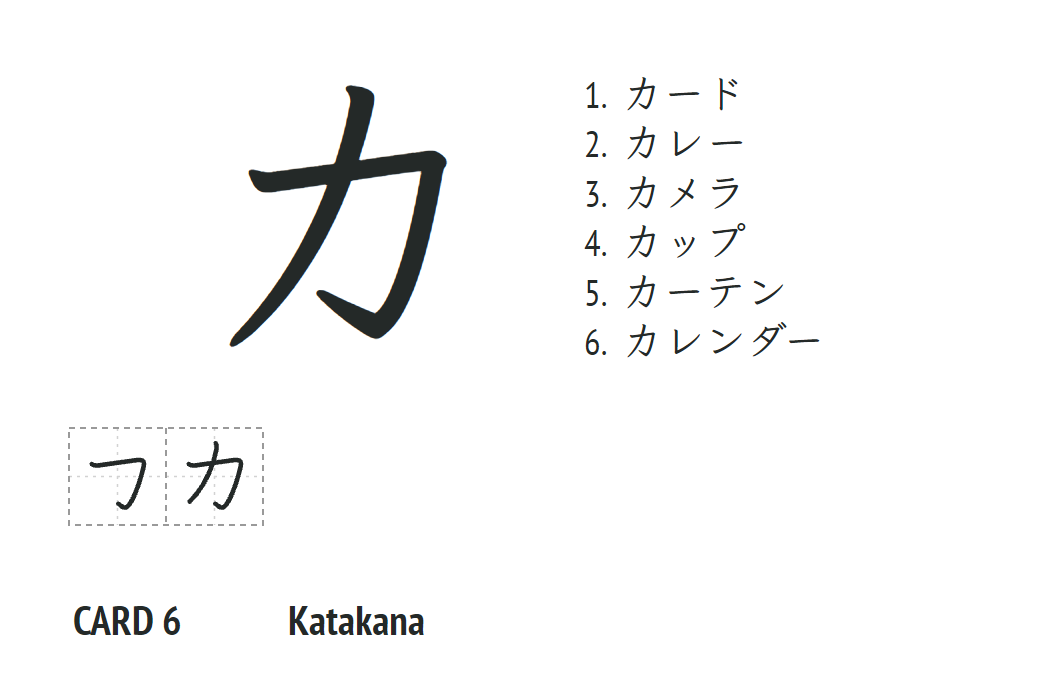 カ
1. カード
2. カレー
3. カメラ
4. カップ
5. カーテン
6. カレンダー
フ カ
CARD 6 Katakana